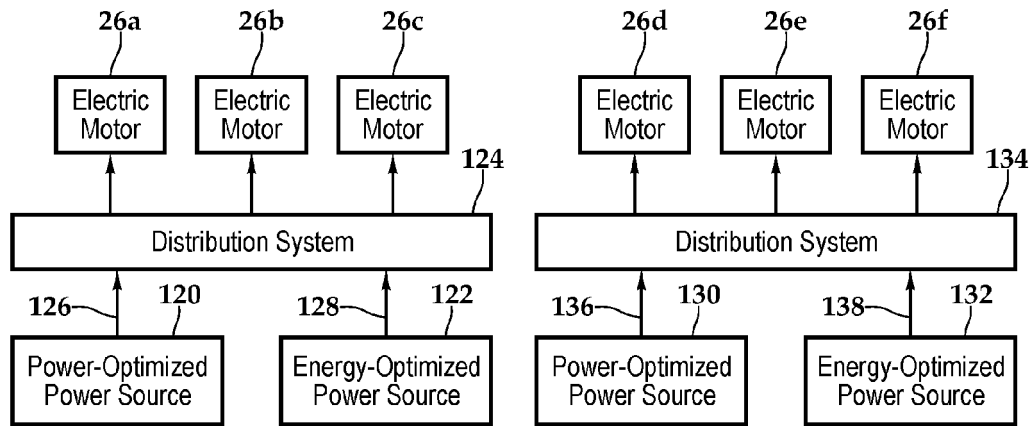 26a 26b 26c 26d 26e 26f
Electric Electric Electric Electric Electric Electric
Motor Motor Motor Motor Motor Motor
124 134
Distribution System Distribution System
126 120 128 122 136 130 138 132
Power-Optimized Energy-Optimized Power-Optimized Energy-Optimized
Power Source Power Source Power Source Power Source